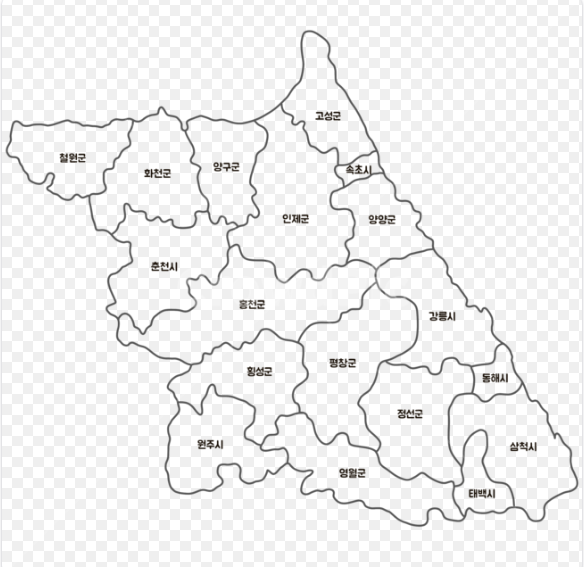 고성군
철원군
화천군
양구군
속초시
인제군
양양군
춘천시
홍천군
강릉시
평창군
횡성군
동해시
정선군
원주시
삼척시
영월군
태백시